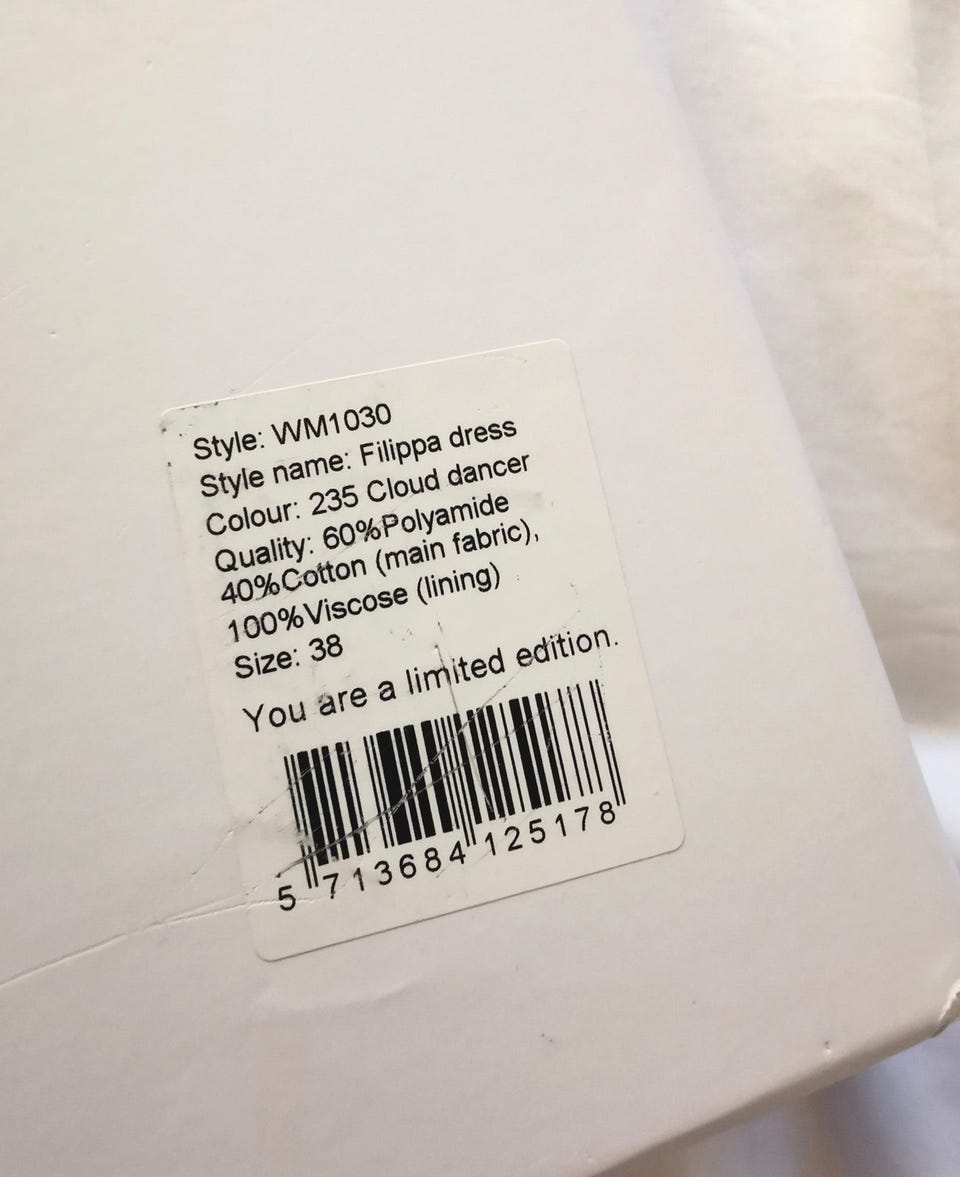 Style: WM1030
Style name: Filippa dress
Colour: 235 Cloud dancer
Quality: 60%Polyamide
40%Cotton (main fabric),
100%Viscose (lining)
Size: 38
You are a limited edition.
5 713684 125178